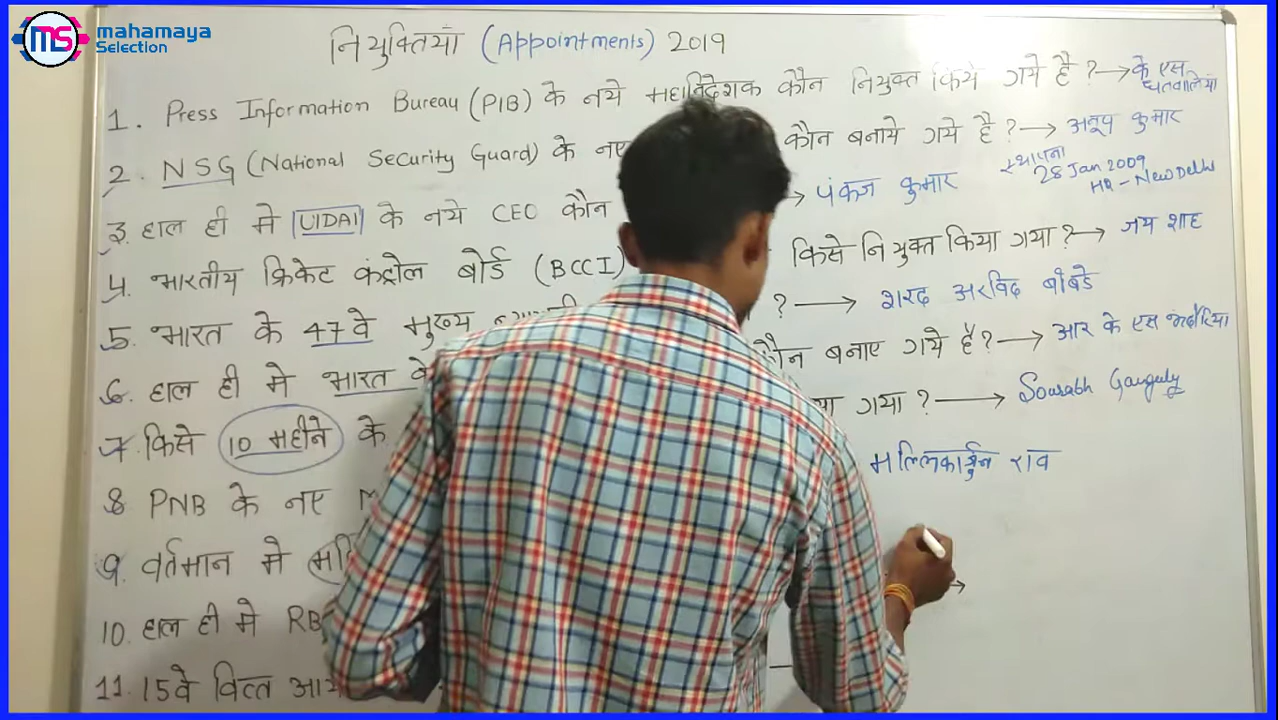 MS mahamaya
Selection
नियुक्तियां (Appointments) 2019
1. Press Information Bureau (PIB) के नये महानिदेशक कौन नियुक्त किये गये है ? → के एस
धतवालिया
2. NSG (National Security Guard) के नए कौन बनाये गये है ? → अनूप कुमार
स्थापना
28 Jan 2009
HQ - New Delhi
3. हाल ही मे UIDAI के नये CEO कौन → पंकज कुमार
4. भारतीय क्रिकेट कंट्रोल बोर्ड (BCCI) किसे नियुक्त किया गया ? → जय शाह
5. भारत के 47वे मुख्य ? → शरद अरविंद बोबडे
6. हाल ही मे भारत के कौन बनाए गये है ? → आर के एस भदौरिया
7. किसे 10 महीने के गया ? → Sourabh Ganguly
8. PNB के नए मल्लिकार्जुन राव
9. वर्तमान मे →
10. हाल ही मे RB
11. 15वे वित्त